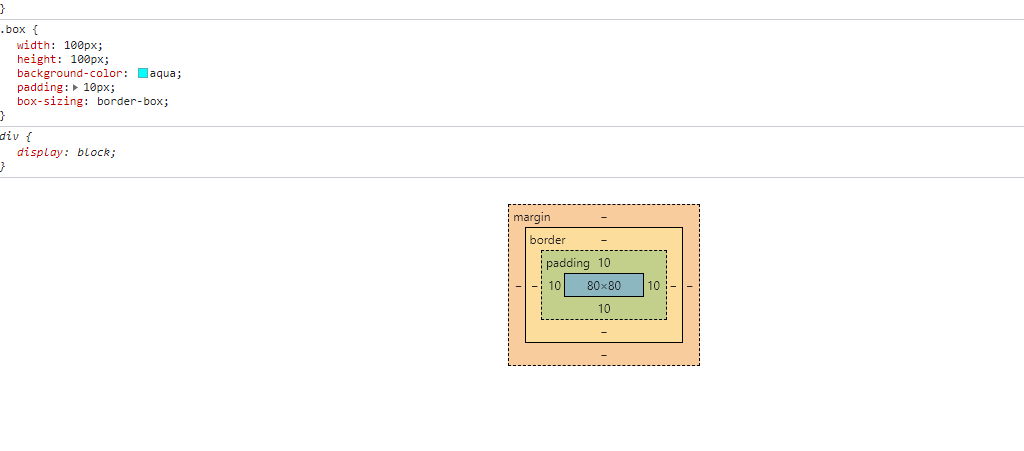 }
.box {
width: 100px;
height: 100px;
background-color: aqua;
padding: 10px;
box-sizing: border-box;
}
div {
display: block;
}
margin –
border –
padding 10
– – 10 80×80 10 – –
10
–
–